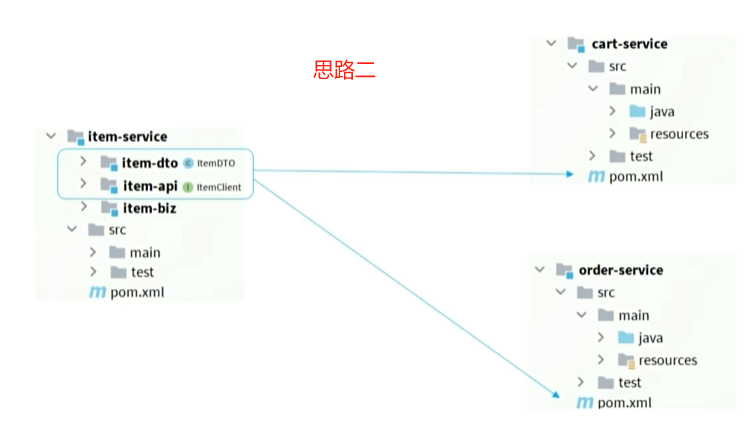 思路二
item-service
item-dto C ItemDTO
item-api I ItemClient
item-biz
src
main
test
m pom.xml
cart-service
src
main
java
resources
test
m pom.xml
order-service
src
main
java
resources
test
m pom.xml